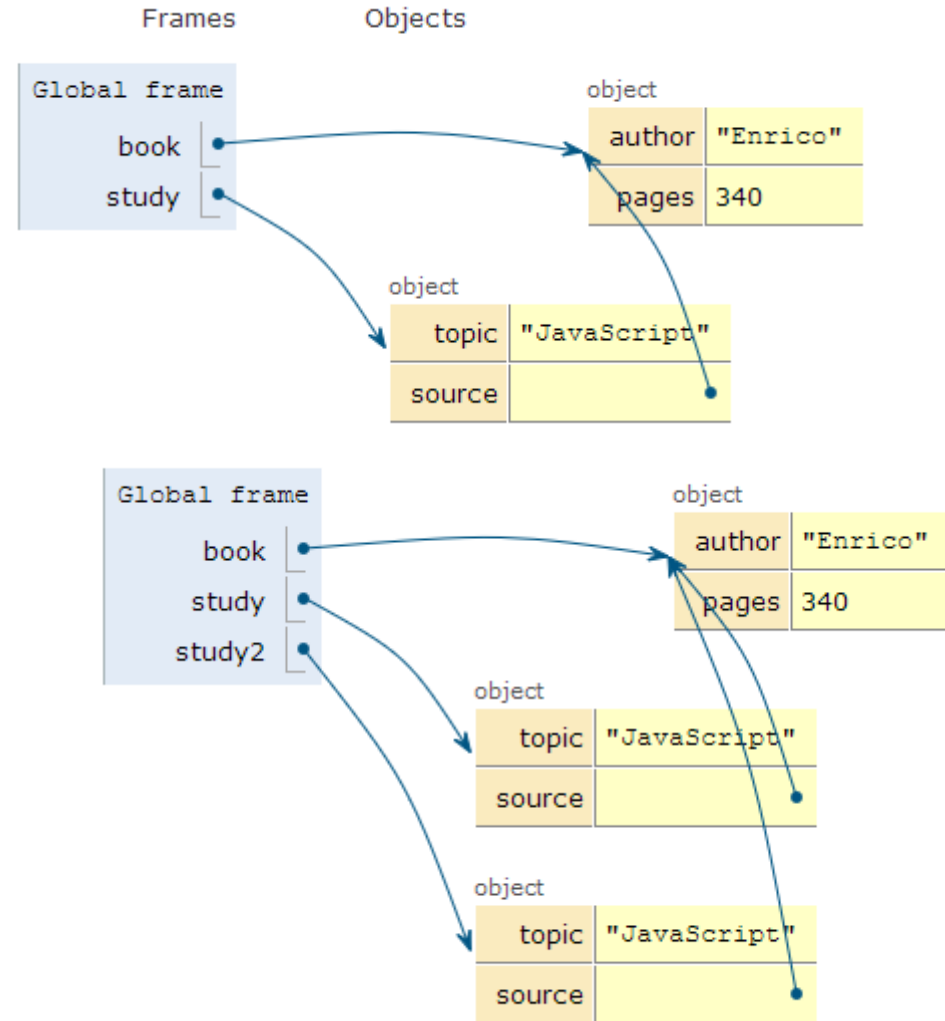 Frames Objects
Global frame
book
study
object
author "Enrico"
pages 340
object
topic "JavaScript"
source
Global frame
book
study
study2
object
author "Enrico"
pages 340
object
topic "JavaScript"
source
object
topic "JavaScript"
source